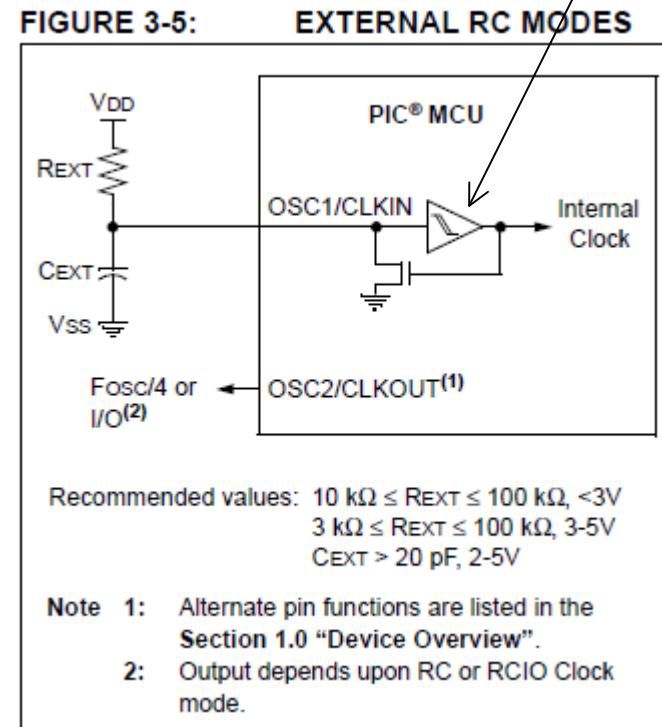 FIGURE 3-5: EXTERNAL RC MODES
VDD
PIC® MCU
REXT
OSC1/CLKIN
Internal
Clock
CEXT
VSS
FOSC/4 or
I/O(2)
OSC2/CLKOUT(1)
Recommended values: 10 kΩ ≤ REXT ≤ 100 kΩ, <3V
3 kΩ ≤ REXT ≤ 100 kΩ, 3-5V
CEXT > 20 pF, 2-5V
Note 1: Alternate pin functions are listed in the
Section 1.0 “Device Overview”.
2: Output depends upon RC or RCIO Clock
mode.